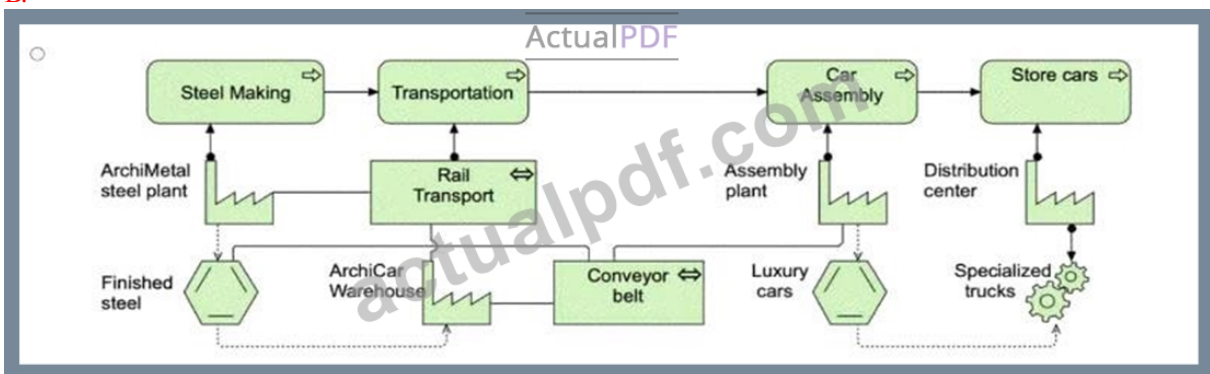 B.
ActualPDF
Steel Making
Transportation
Car
Assembly
Store cars
ArchiMetal
steel plant
Rail
Transport
Assembly
plant
Distribution
center
Finished
steel
ArchiCar
Warehouse
Conveyor
belt
Luxury
cars
Specialized
trucks
actualpdf.com